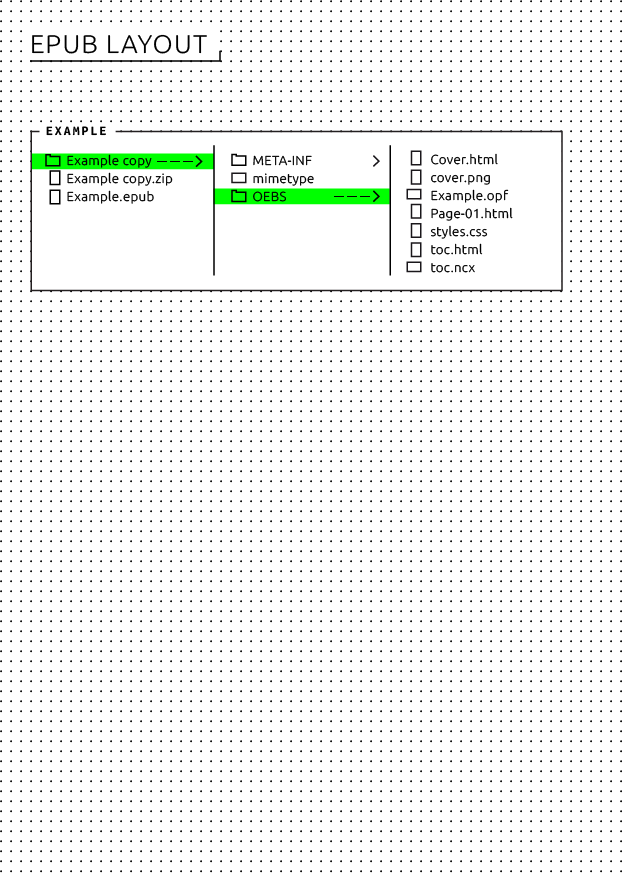 EPUB LAYOUT
EXAMPLE
Example copy
Example copy.zip
Example.epub
META-INF
mimetype
OEBS
Cover.html
cover.png
Example.opf
Page-01.html
styles.css
toc.html
toc.ncx